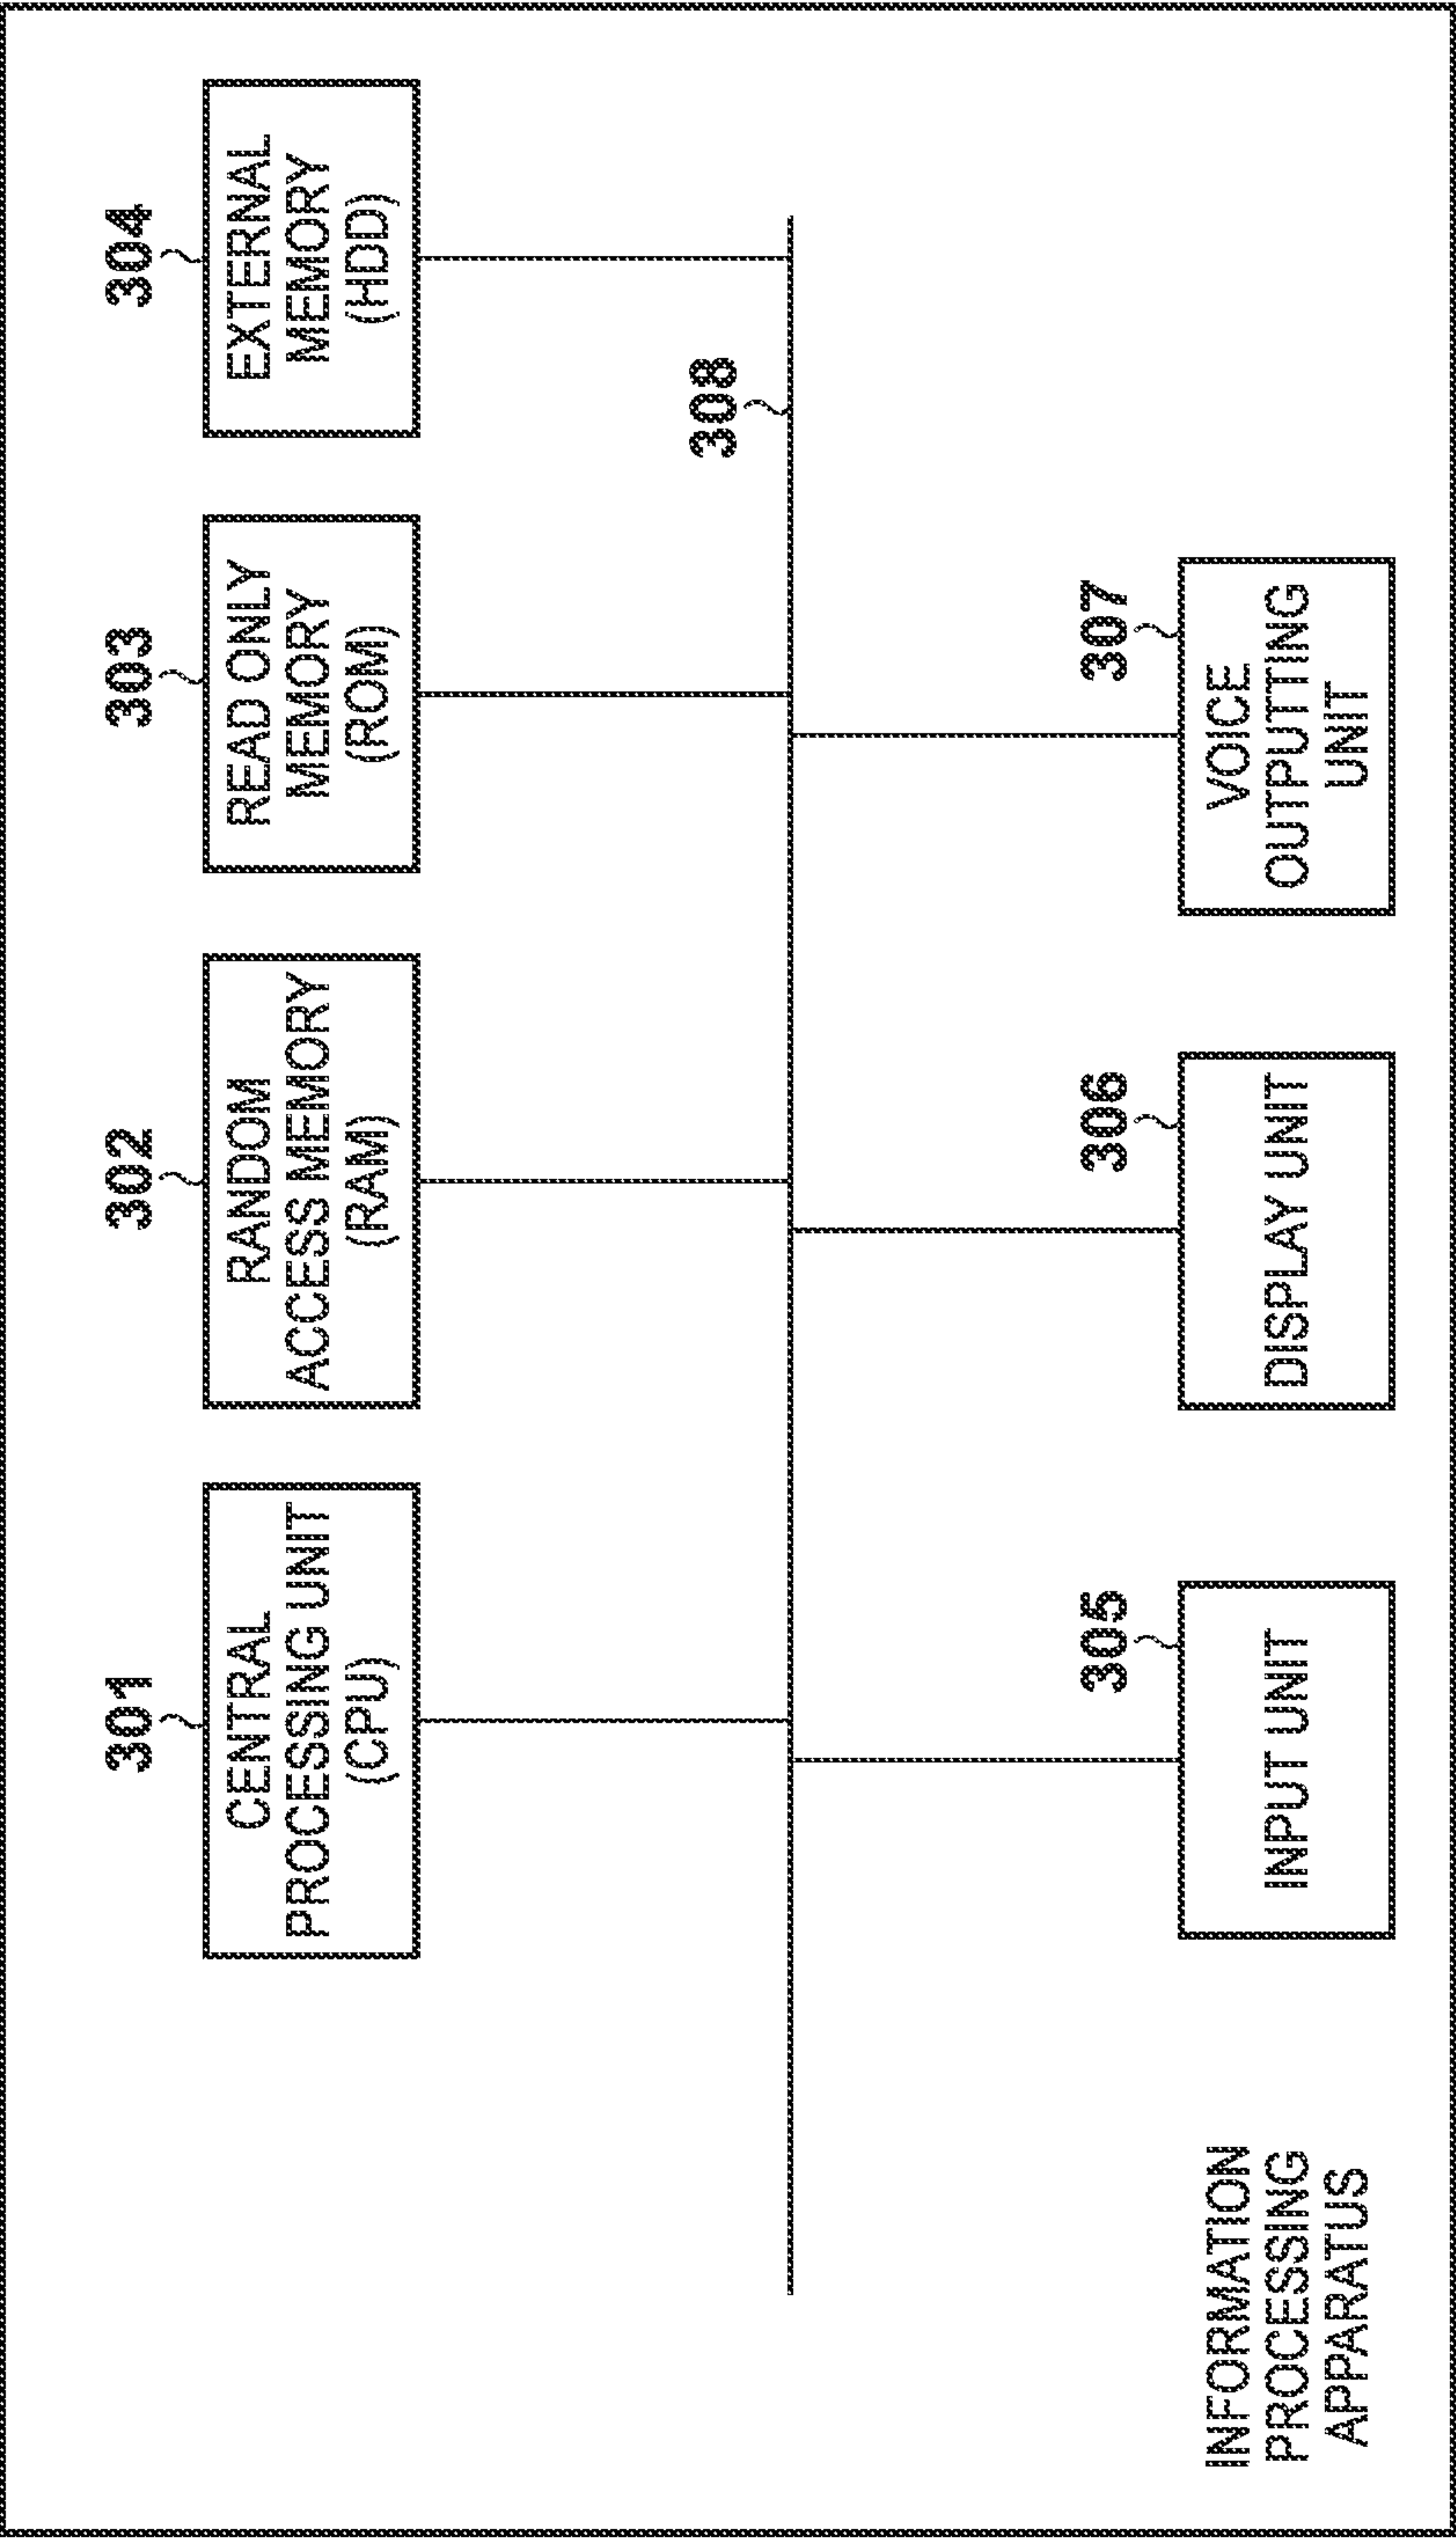 301
CENTRAL
PROCESSING UNIT
(CPU)
302
RANDOM
ACCESS MEMORY
(RAM)
303
READ ONLY
MEMORY
(ROM)
304
EXTERNAL
MEMORY
(HDD)
308
305
INPUT UNIT
306
DISPLAY UNIT
307
VOICE
OUTPUTTING
UNIT
INFORMATION
PROCESSING
APPARATUS